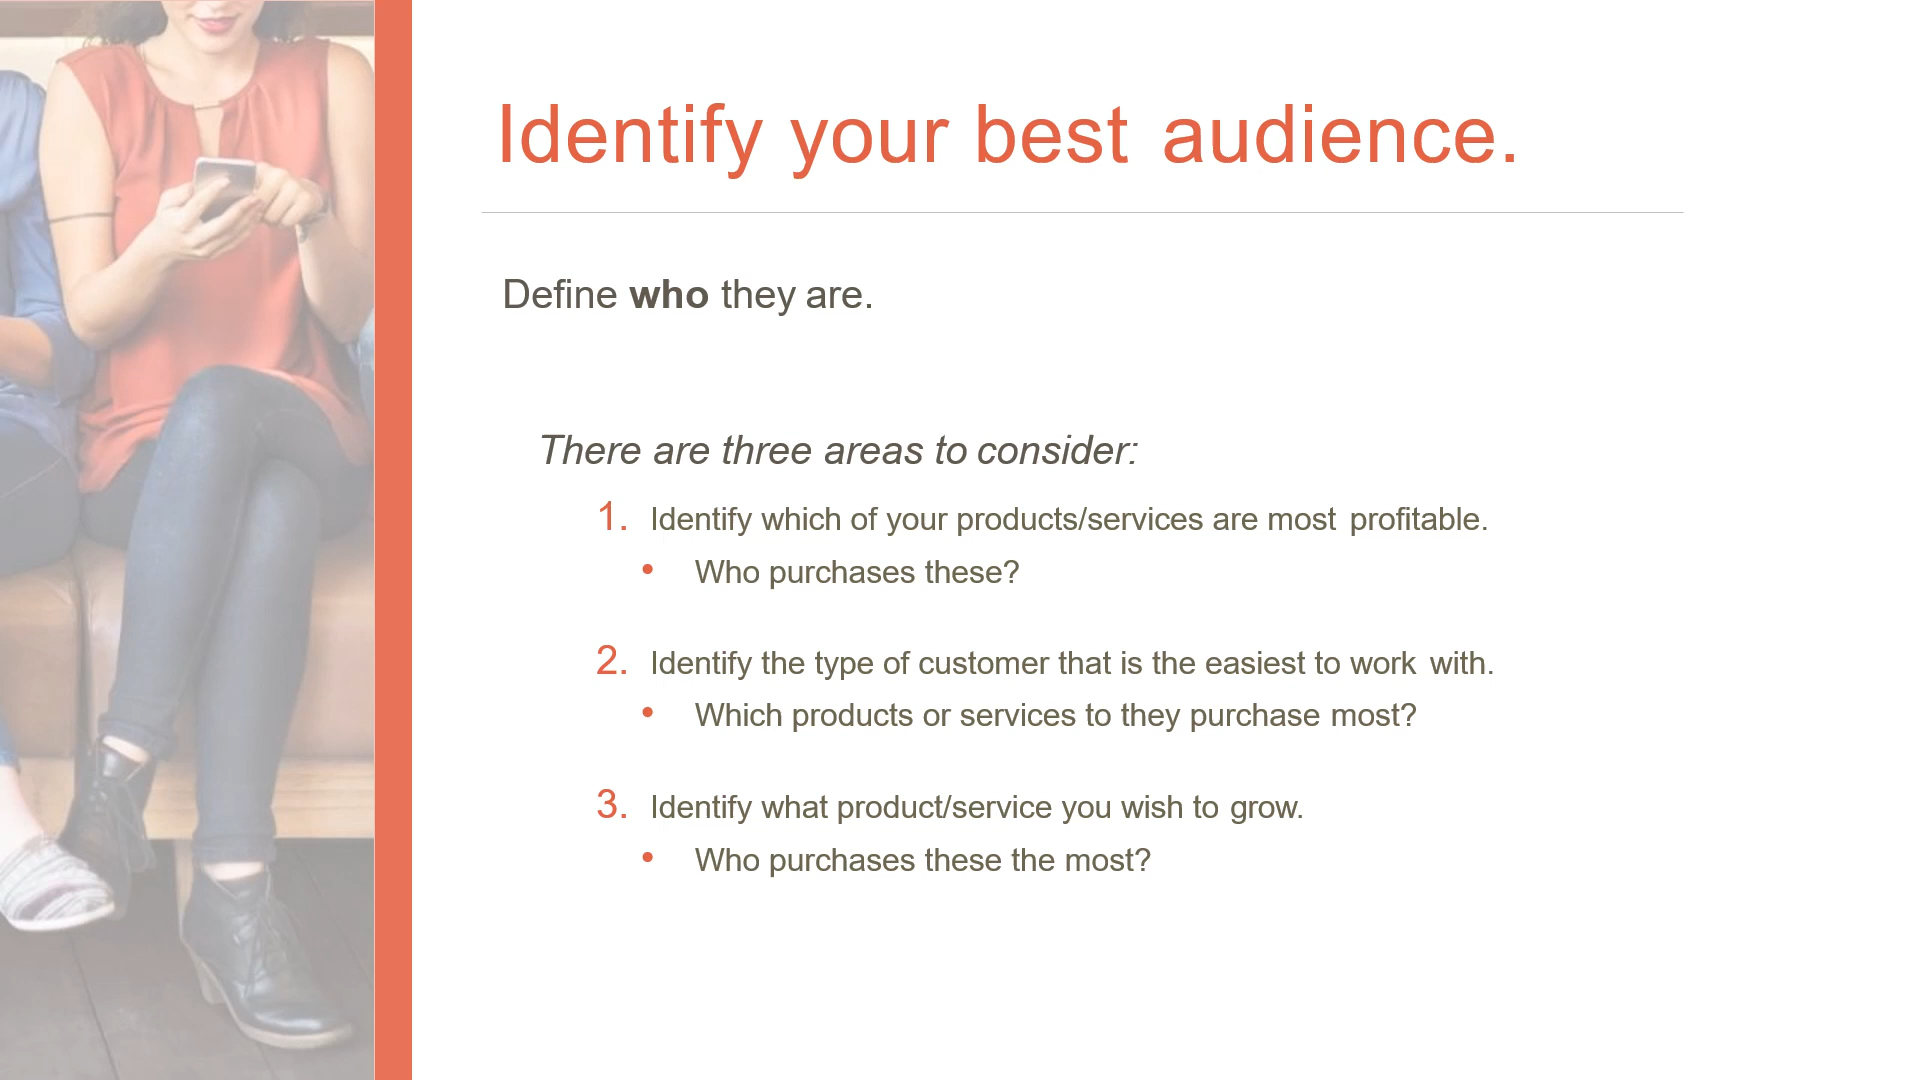 Identify your best audience.
Define who they are.
There are three areas to consider:
1. Identify which of your products/services are most profitable.
• Who purchases these?
2. Identify the type of customer that is the easiest to work with.
• Which products or services to they purchase most?
3. Identify what product/service you wish to grow.
• Who purchases these the most?